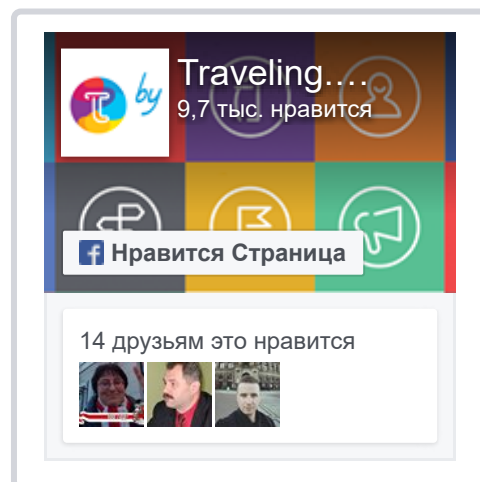 by
Traveling....
9,7 тыс. нравится
Нравится Страница
14 друзьям это нравится